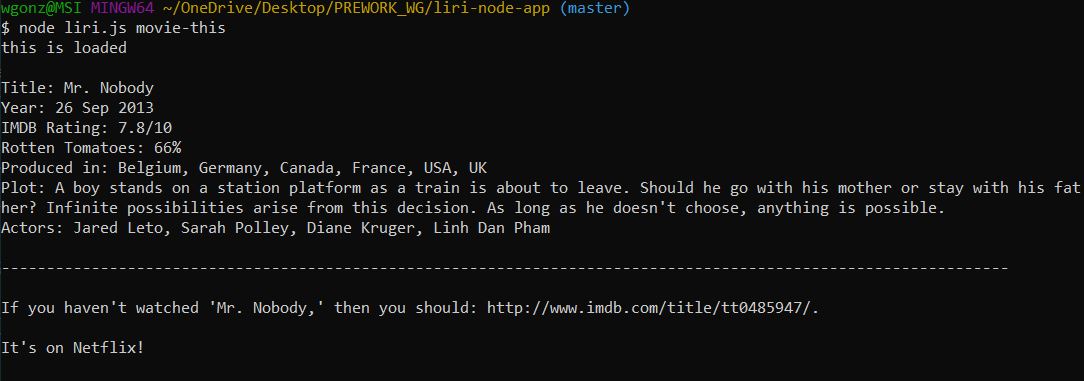 wgonz@MSI MINGW64 ~/OneDrive/Desktop/PREWORK_WG/liri-node-app (master)
$ node liri.js movie-this
this is loaded
Title: Mr. Nobody
Year: 26 Sep 2013
IMDB Rating: 7.8/10
Rotten Tomatoes: 66%
Produced in: Belgium, Germany, Canada, France, USA, UK
Plot: A boy stands on a station platform as a train is about to leave. Should he go with his mother or stay with his fat
her? Infinite possibilities arise from this decision. As long as he doesn't choose, anything is possible.
Actors: Jared Leto, Sarah Polley, Diane Kruger, Linh Dan Pham
----------------------------------------------------------------------------------------------------------------
If you haven't watched 'Mr. Nobody,' then you should: http://www.imdb.com/title/tt0485947/.
It's on Netflix!